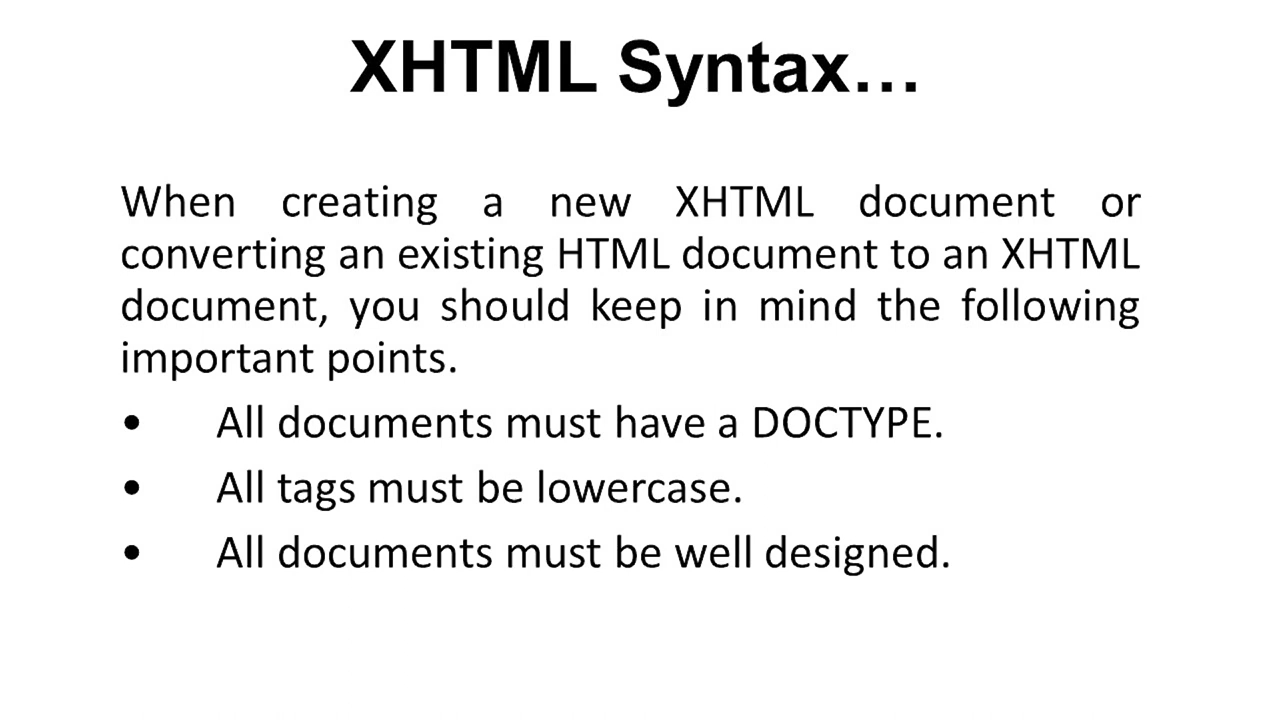 XHTML Syntax...
When creating a new XHTML document or
converting an existing HTML document to an XHTML
document, you should keep in mind the following
important points.
• All documents must have a DOCTYPE.
• All tags must be lowercase.
• All documents must be well designed.